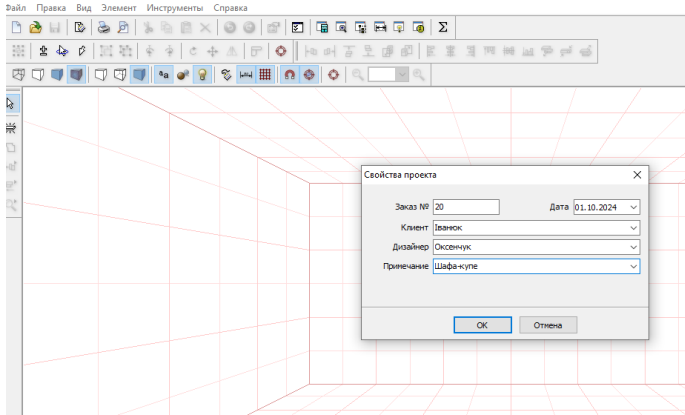 Файл Правка Вид Элемент Инструменты Справка
Свойства проекта
Заказ № 20 Дата 01.10.2024
Клиент Іванюк
Дизайнер Оксенчук
Примечание Шафа-купе
OK Отмена